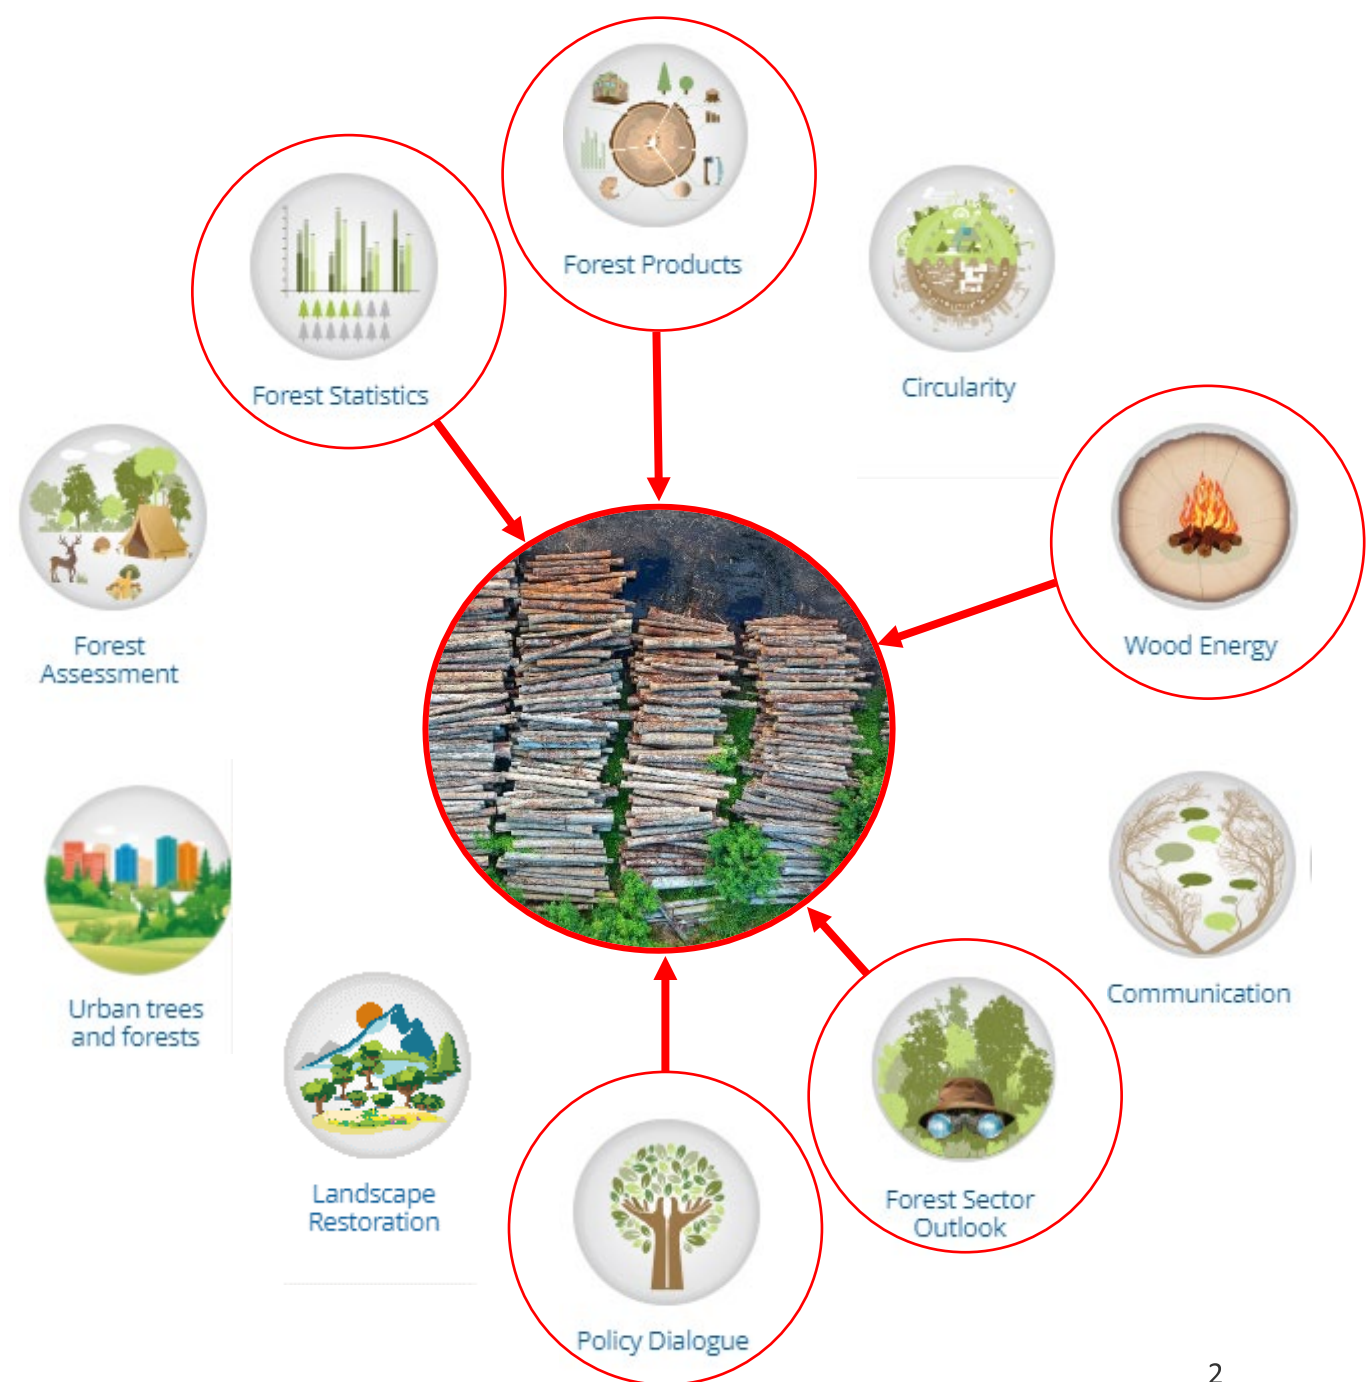 Forest Products
Forest Statistics
Circularity
Forest
Assessment
Wood Energy
Urban trees
and forests
Communication
Landscape
Restoration
Forest Sector
Outlook
Policy Dialogue
2